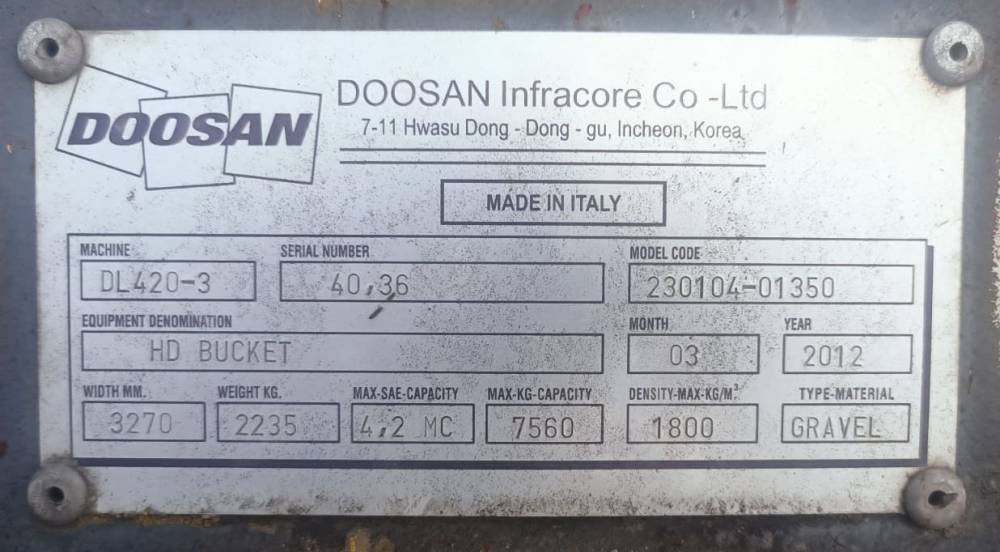 DOOSAN
DOOSAN Infracore Co -Ltd
7-11 Hwasu Dong - Dong - gu, Incheon, Korea
MADE IN ITALY
MACHINE SERIAL NUMBER MODEL CODE
DL420-3 40,36 230104-01350
EQUIPMENT DENOMINATION MONTH YEAR
HD BUCKET 03 2012
WIDTH MM. WEIGHT KG. MAX-SAE-CAPACITY MAX-KG-CAPACITY DENSITY-MAX-KG/M³ TYPE-MATERIAL
3270 2235 4,2 MC 7560 1800 GRAVEL